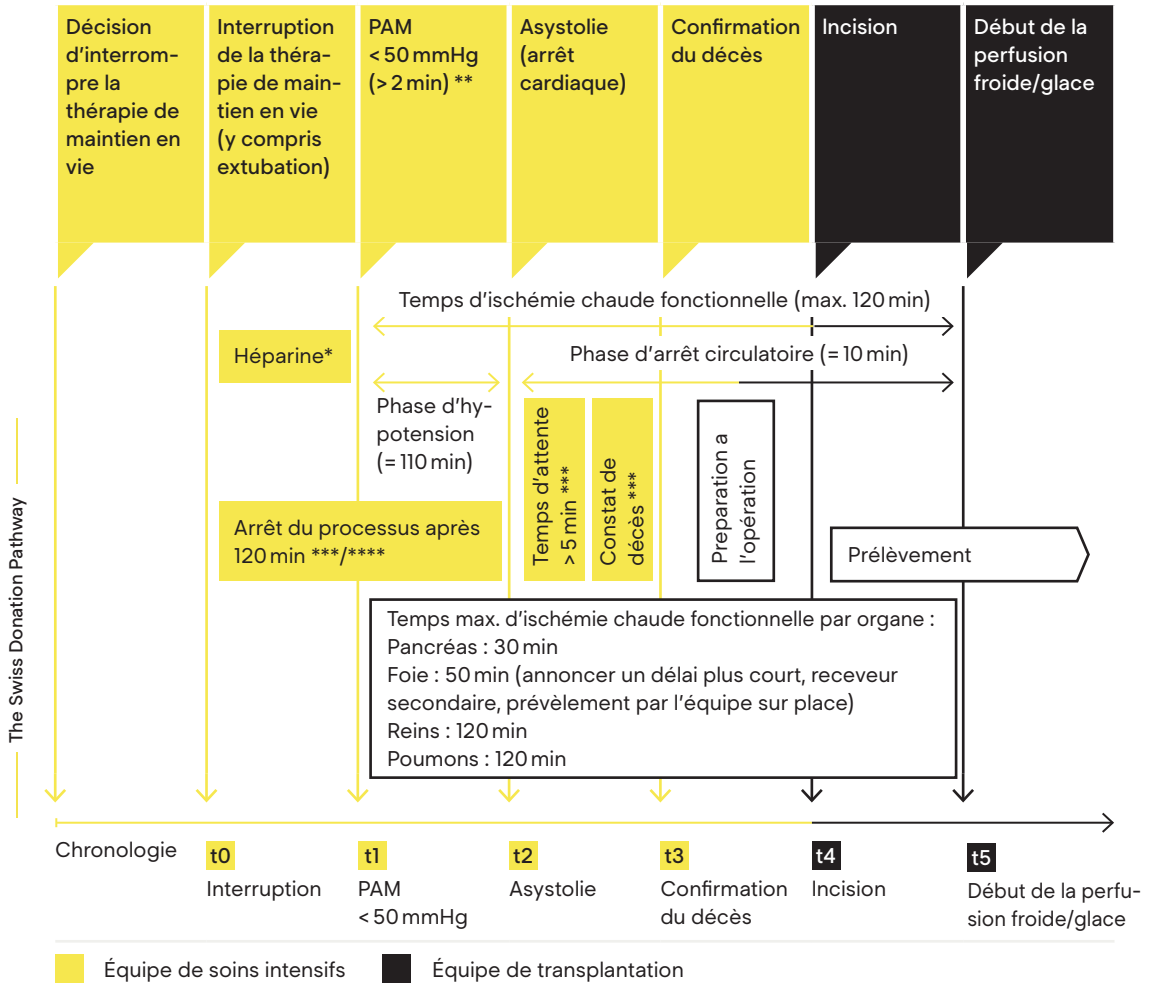 Décision
d'interrom-
pre la
thérapie de
maintien en
vie
Interruption
de la théra-
pie de main-
tien en vie
(y compris
extubation)
PAM
< 50 mmHg
(> 2 min) **
Asystolie
(arrêt
cardiaque)
Confirmation
du décès
Incision
Début de la
perfusion
froide/glace
Temps d'ischémie chaude fonctionnelle (max. 120 min)
Héparine*
Phase d'arrêt circulatoire (= 10 min)
Phase d'hy-
potension
(= 110 min)
Arrêt du processus après
120 min ***/****
Temps d'attente
> 5 min ***
Constat de
décès ***
Preparation a
l'opération
Prélèvement
Temps max. d'ischémie chaude fonctionnelle par organe :
Pancréas : 30 min
Foie : 50 min (annoncer un délai plus court, receveur
secondaire, prévèlement par l'équipe sur place)
Reins : 120 min
Poumons : 120 min
The Swiss Donation Pathway
Chronologie
t0
Interruption
t1
PAM
< 50 mmHg
t2
Asystolie
t3
Confirmation
du décès
t4
Incision
t5
Début de la perfu-
sion froide/glace
Équipe de soins intensifs
Équipe de transplantation